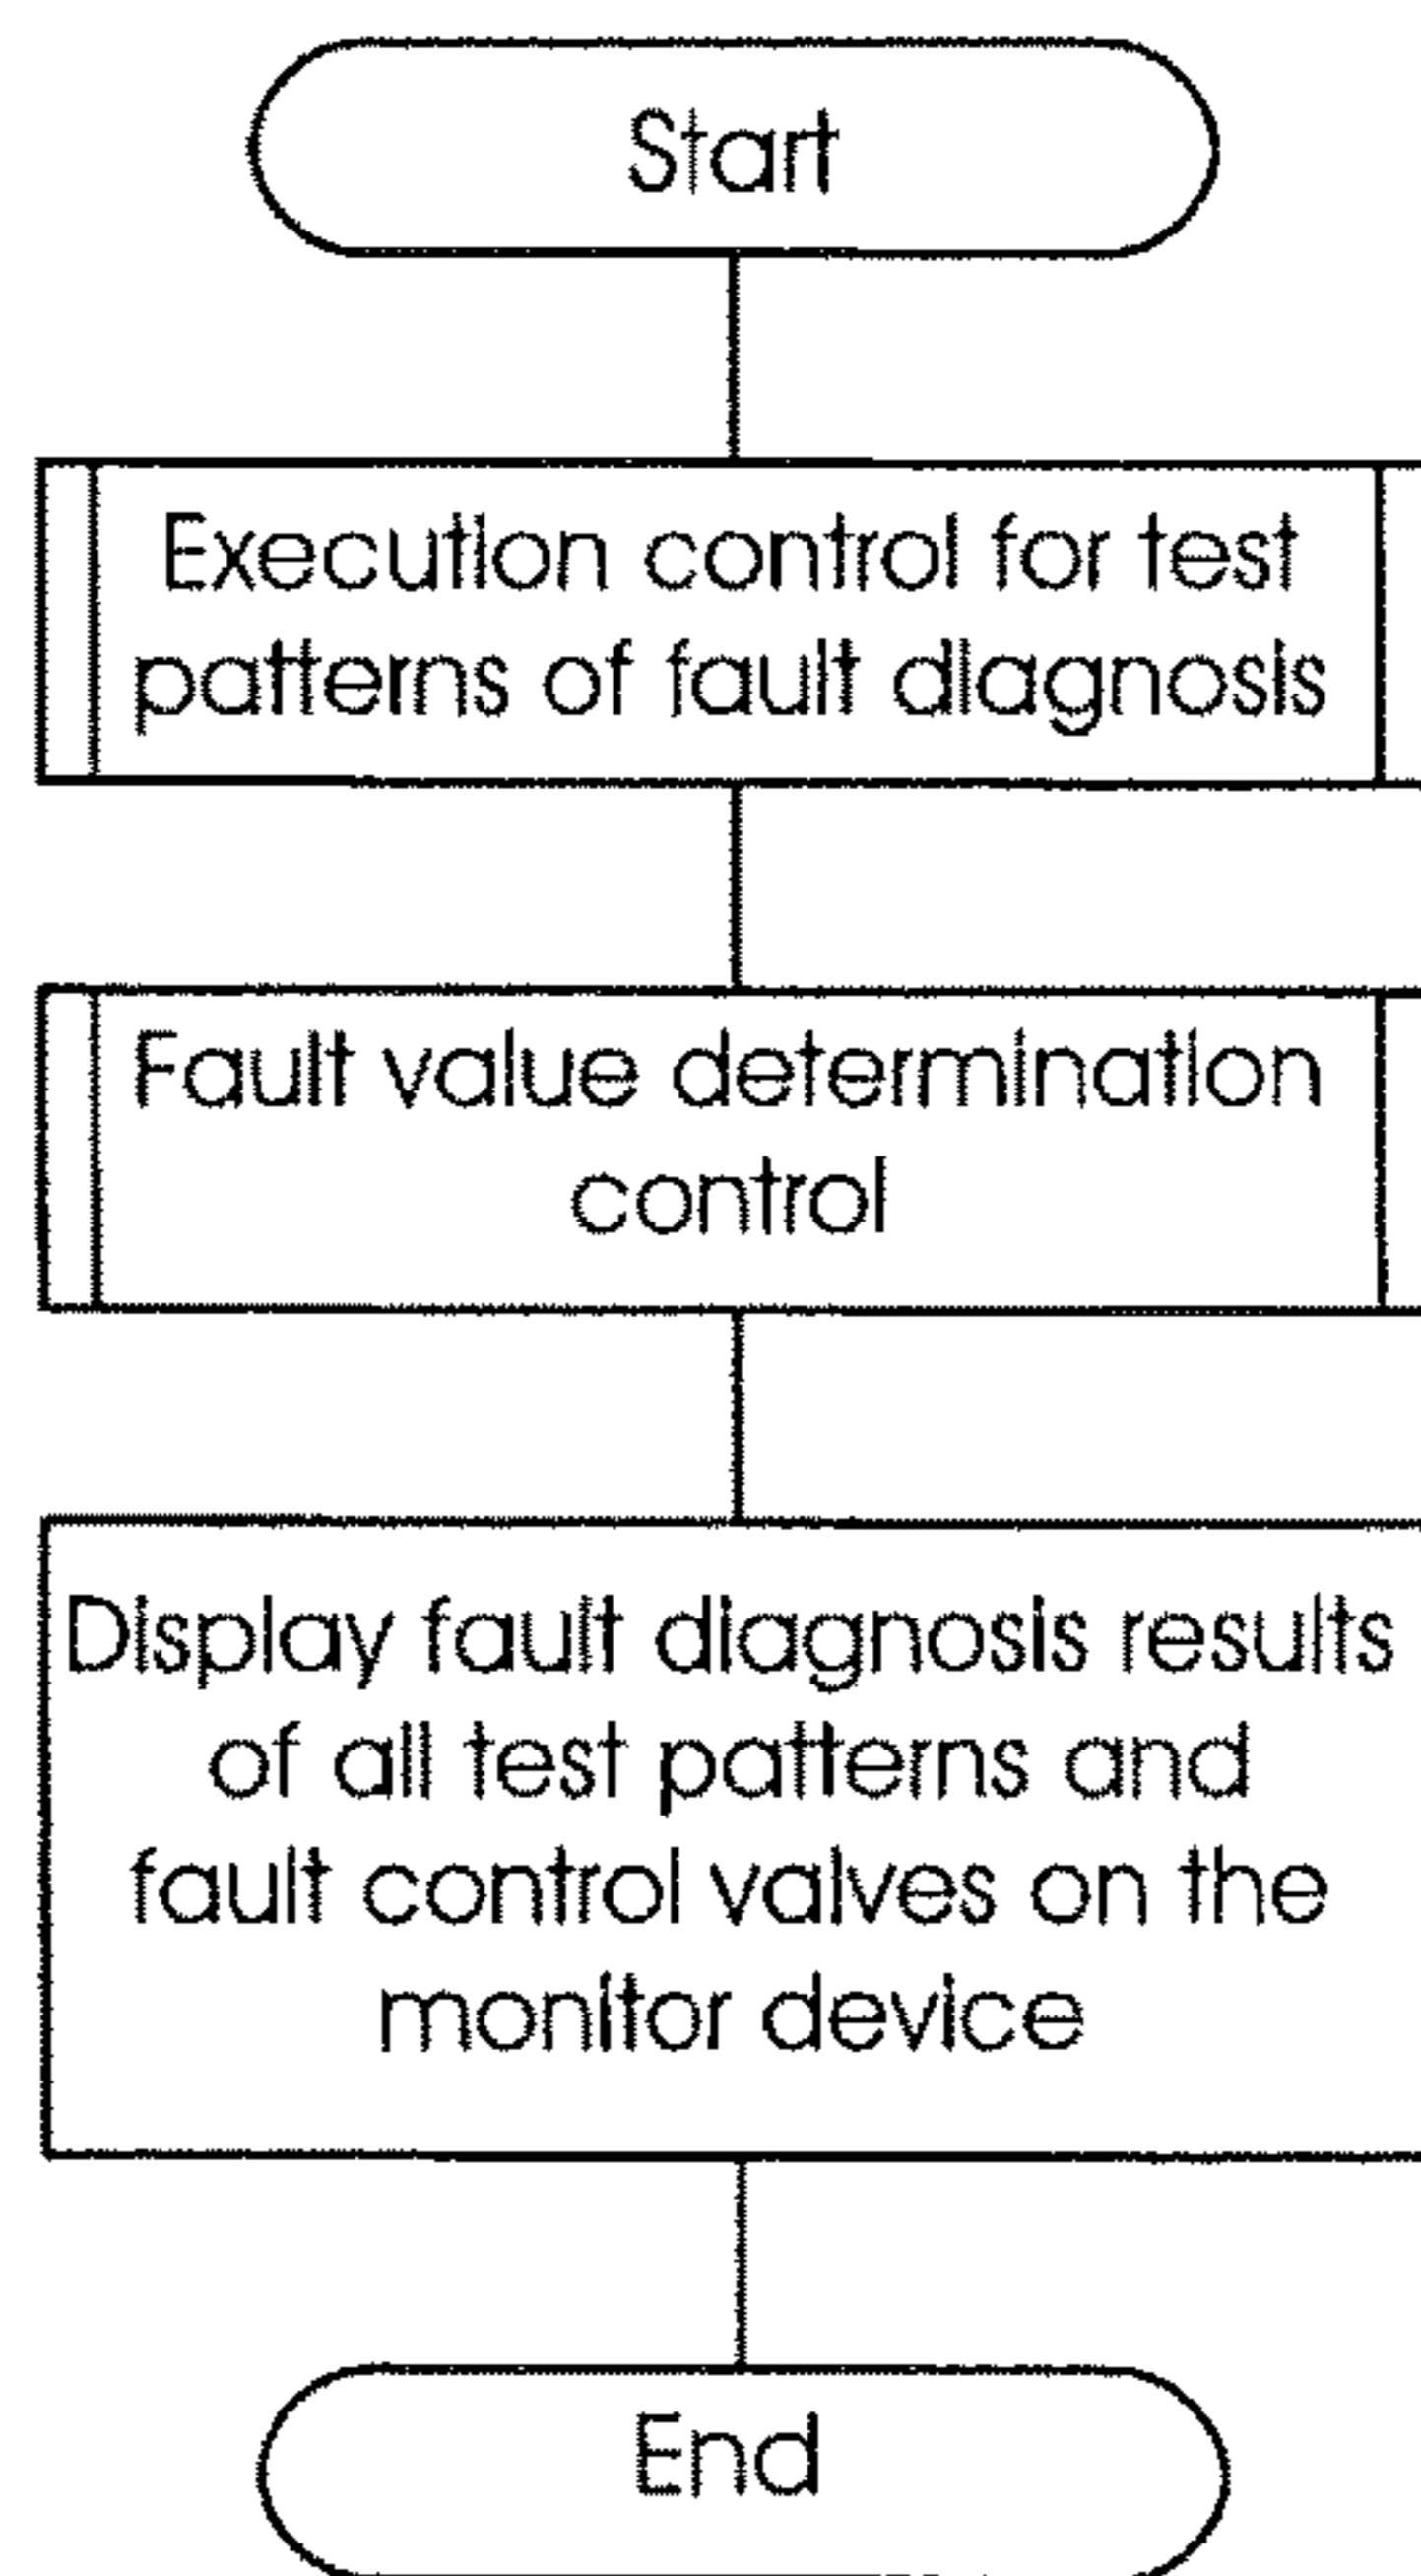 Start
Execution control for test
patterns of fault diagnosis
Fault value determination
control
Display fault diagnosis results
of all test patterns and
fault control valves on the
monitor device
End